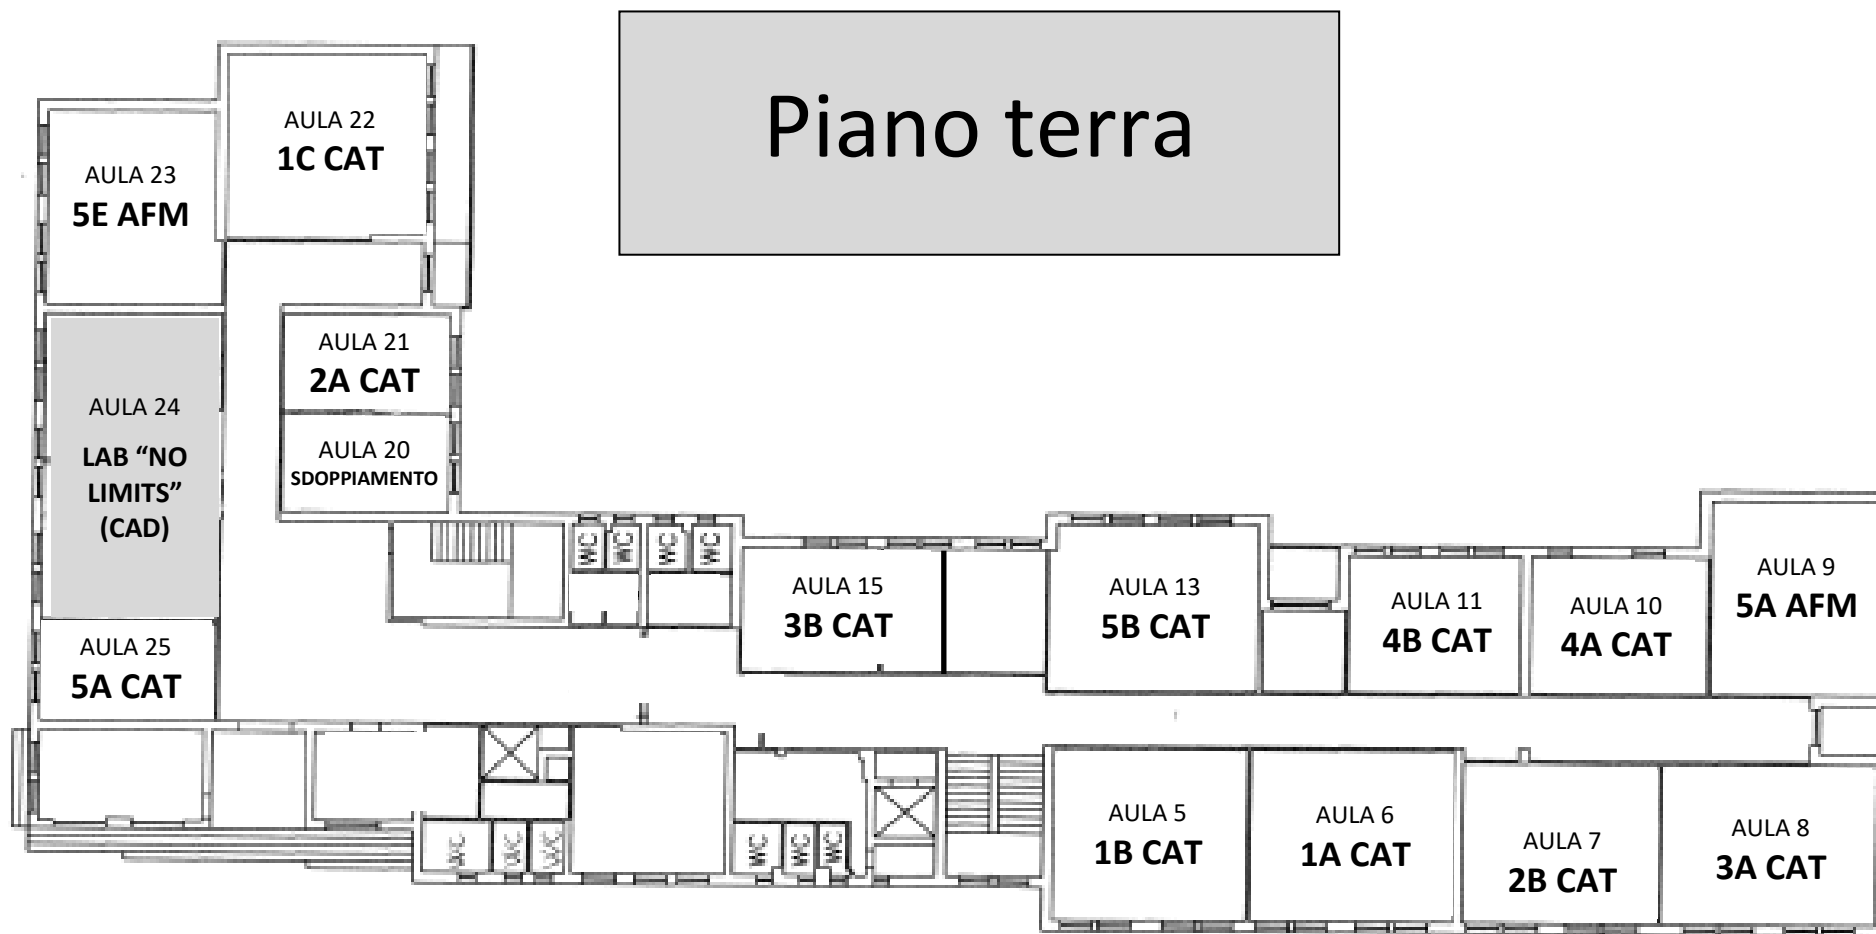 Piano terra
AULA 22
1C CAT
AULA 23
5E AFM
AULA 21
2A CAT
AULA 24
LAB “NO
LIMITS”
(CAD)
AULA 20
SDOPPIAMENTO
AULA 25
5A CAT
WC
WC
WC
WC
AULA 15
3B CAT
AULA 13
5B CAT
AULA 11
4B CAT
AULA 10
4A CAT
AULA 9
5A AFM
WC
WC
WC
WC
WC
WC
AULA 5
1B CAT
AULA 6
1A CAT
AULA 7
2B CAT
AULA 8
3A CAT